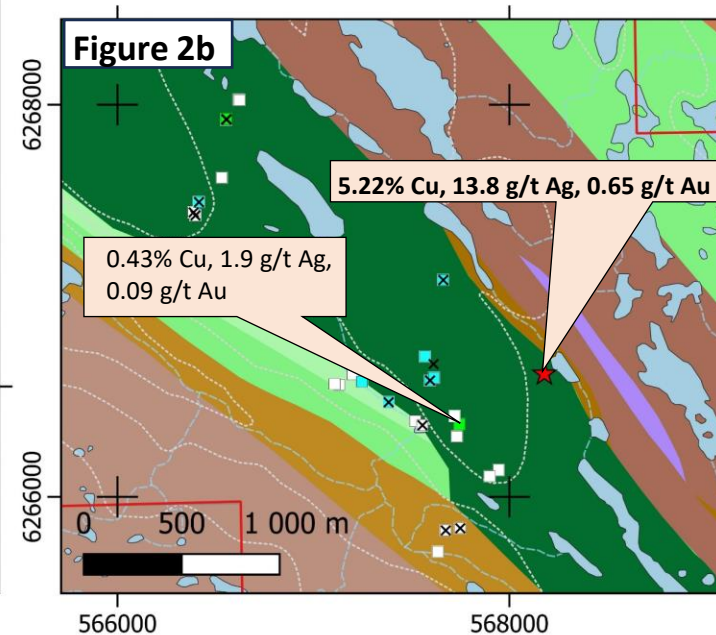 Figure 2b
6268000
5.22% Cu, 13.8 g/t Ag, 0.65 g/t Au
0.43% Cu, 1.9 g/t Ag,
0.09 g/t Au
6266000
0 500 1 000 m
566000 568000